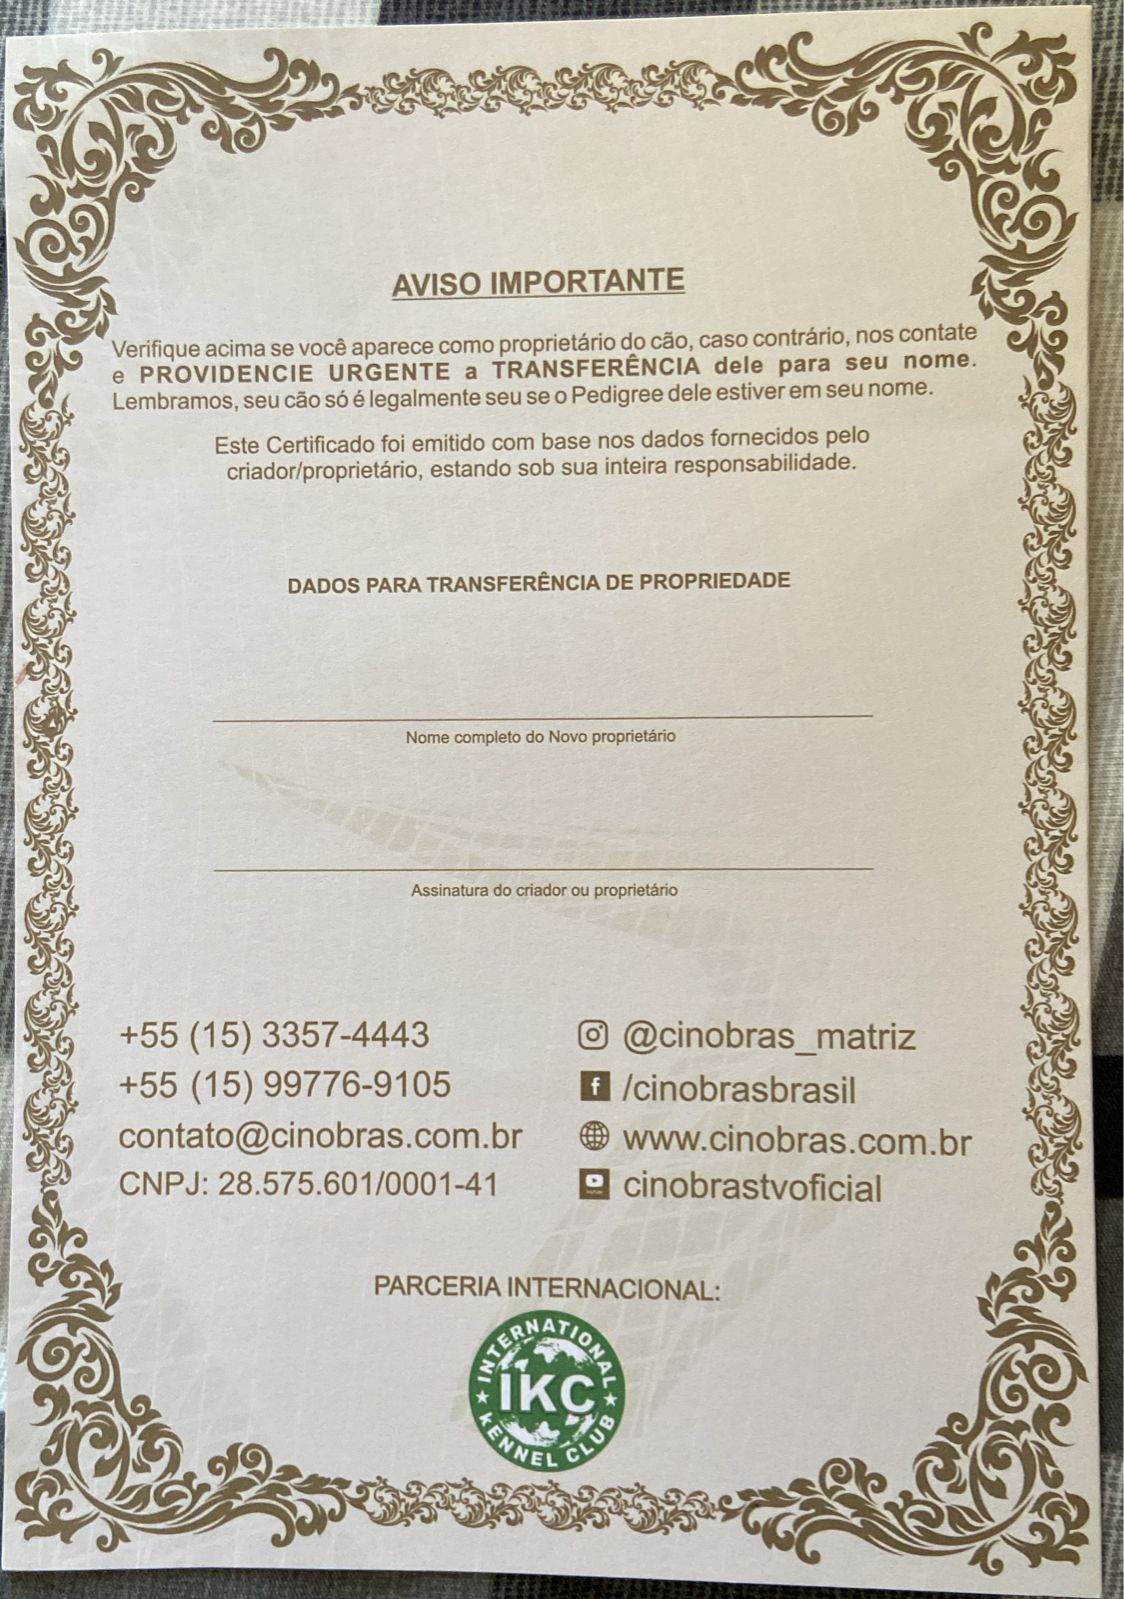 AVISO IMPORTANTE
Verifique acima se você aparece como proprietário do cão, caso contrário, nos contate
e PROVIDENCIE URGENTE a TRANSFERÊNCIA dele para seu nome.
Lembramos, seu cão só é legalmente seu se o Pedigree dele estiver em seu nome.
Este Certificado foi emitido com base nos dados fornecidos pelo
criador/proprietário, estando sob sua inteira responsabilidade.
DADOS PARA TRANSFERÊNCIA DE PROPRIEDADE
Nome completo do Novo proprietário
Assinatura do criador ou proprietário
+55 (15) 3357-4443
+55 (15) 99776-9105
contato@cinobras.com.br
CNPJ: 28.575.601/0001-41
@cinobras_matriz
/cinobrasbrasil
www.cinobras.com.br
cinobrastvoficial
PARCERIA INTERNACIONAL:
INTERNATIONAL
IKC
KENNEL CLUB